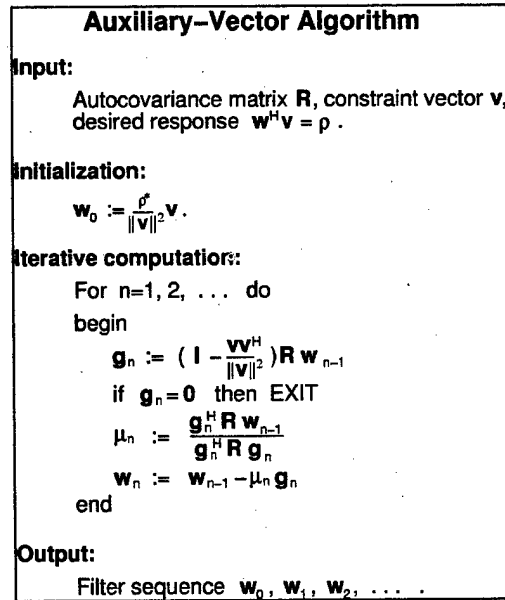 Auxiliary–Vector Algorithm
Input:
Autocovariance matrix R, constraint vector v,
desired response w^H v = ρ .
Initialization:
w_0 := ρ*/‖v‖² v .
Iterative computation:
For n=1, 2, ... do
begin
g_n := ( I - vv^H/‖v‖² ) R w_{n-1}
if g_n = 0 then EXIT
μ_n := g_n^H R w_{n-1} / g_n^H R g_n
w_n := w_{n-1} - μ_n g_n
end
Output:
Filter sequence w_0 , w_1 , w_2 , ... .